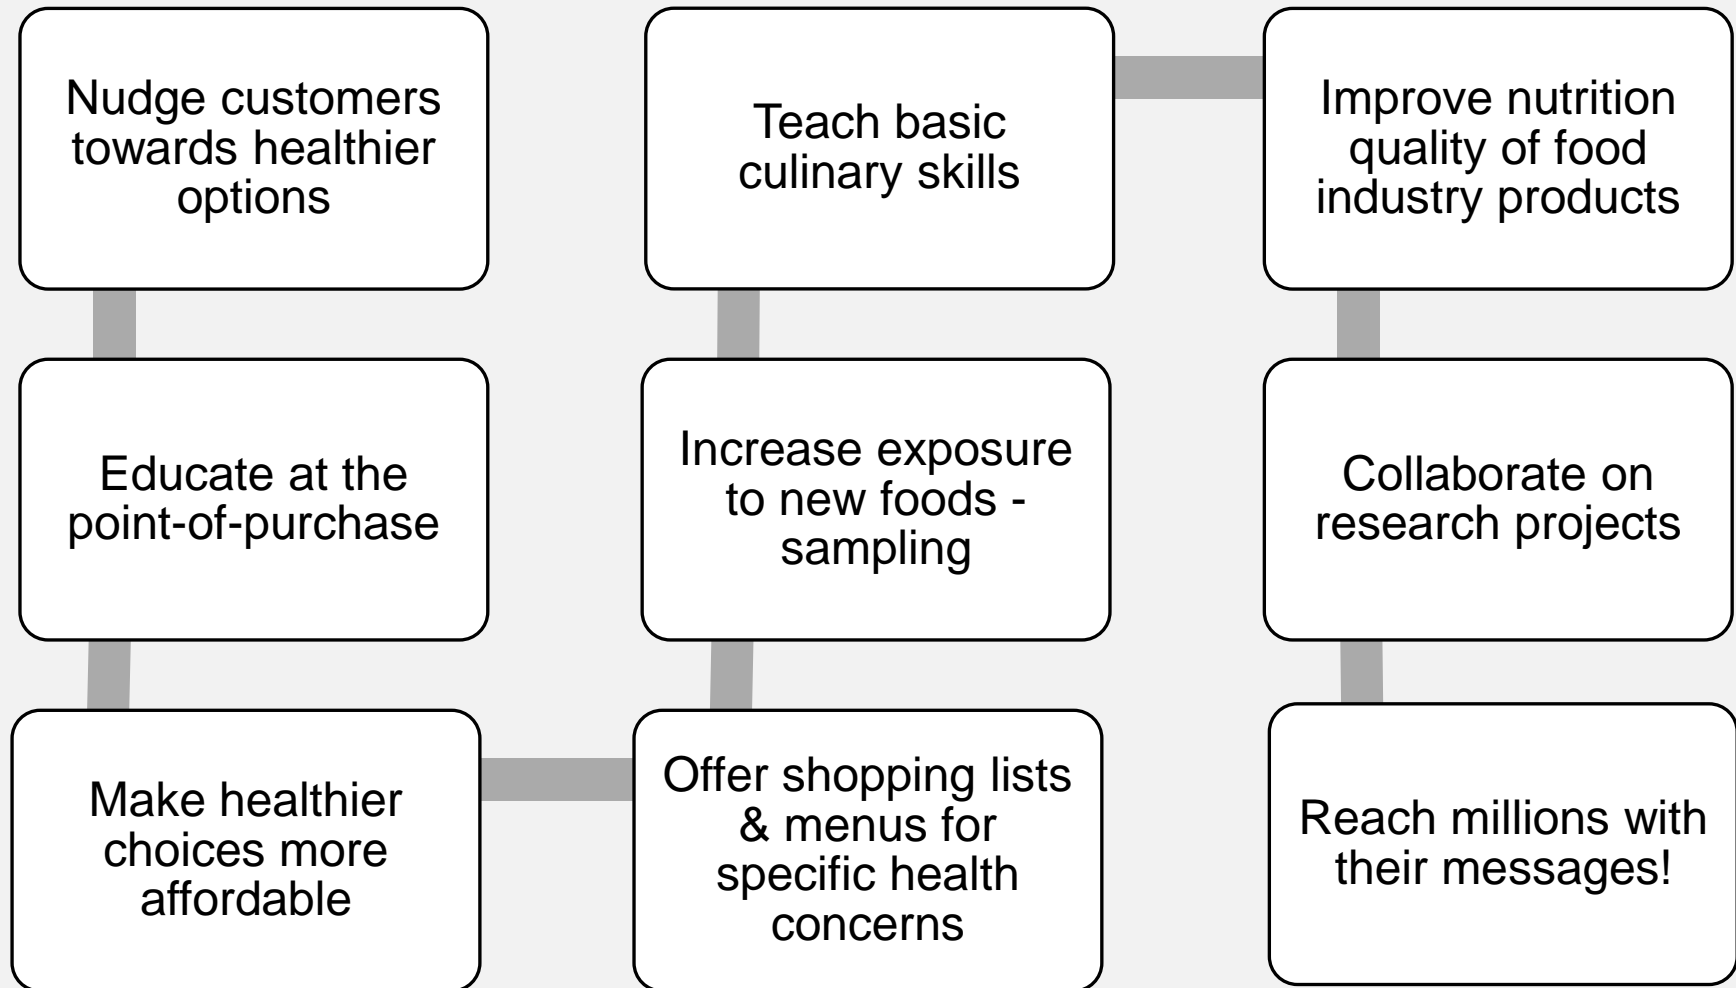 Nudge customers
towards healthier
options
Educate at the
point-of-purchase
Make healthier
choices more
affordable
Offer shopping lists
& menus for
specific health
concerns
Increase exposure
to new foods -
sampling
Teach basic
culinary skills
Improve nutrition
quality of food
industry products
Collaborate on
research projects
Reach millions with
their messages!